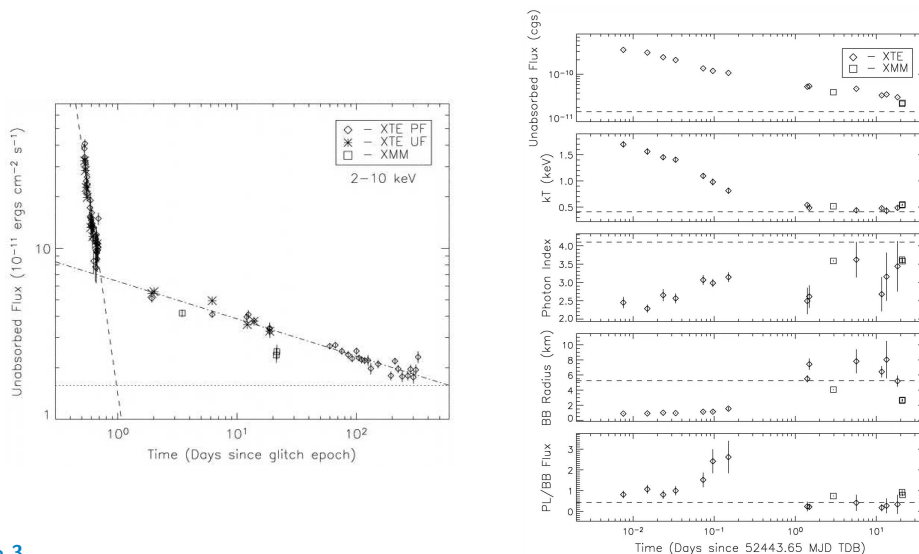 Unabsorbed Flux (10⁻¹¹ ergs cm⁻² s⁻¹)
10
1
◇ – XTE PF
✳ – XTE UF
□ – XMM
2–10 keV
10⁰ 10¹ 10²
Time (Days since glitch epoch)
Unabsorbed Flux (cgs)
10⁻¹⁰
10⁻¹¹
◇ – XTE
□ – XMM
kT (keV)
1.5
1.0
0.5
Photon Index
4.0
3.5
3.0
2.5
2.0
BB Radius (km)
10
8
6
4
2
0
PL/BB Flux
3
2
1
0
10⁻² 10⁻¹ 10⁰ 10¹
Time (Days since 52443.65 MJD TDB)